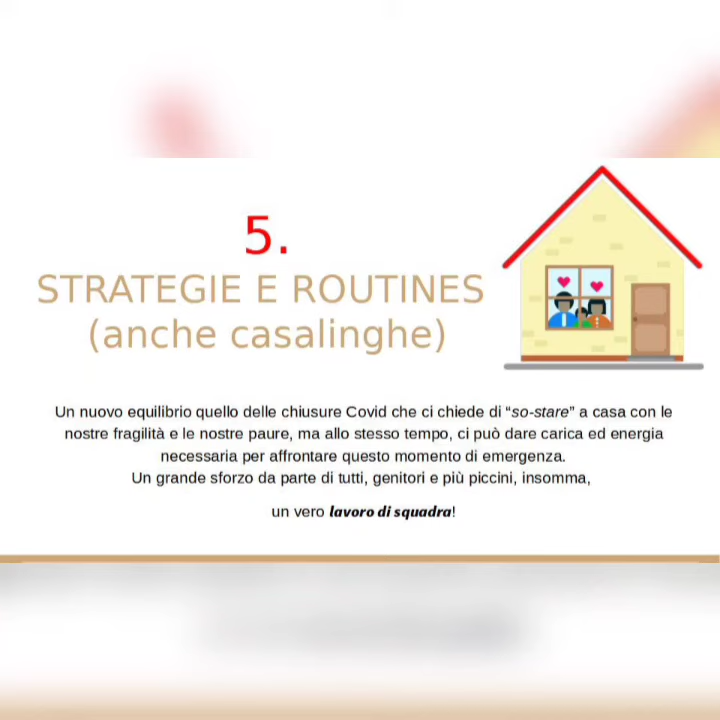 5.
STRATEGIE E ROUTINES
(anche casalinghe)
Un nuovo equilibrio quello delle chiusure Covid che ci chiede di “so-stare” a casa con le
nostre fragilità e le nostre paure, ma allo stesso tempo, ci può dare carica ed energia
necessaria per affrontare questo momento di emergenza.
Un grande sforzo da parte di tutti, genitori e più piccini, insomma,
un vero lavoro di squadra!